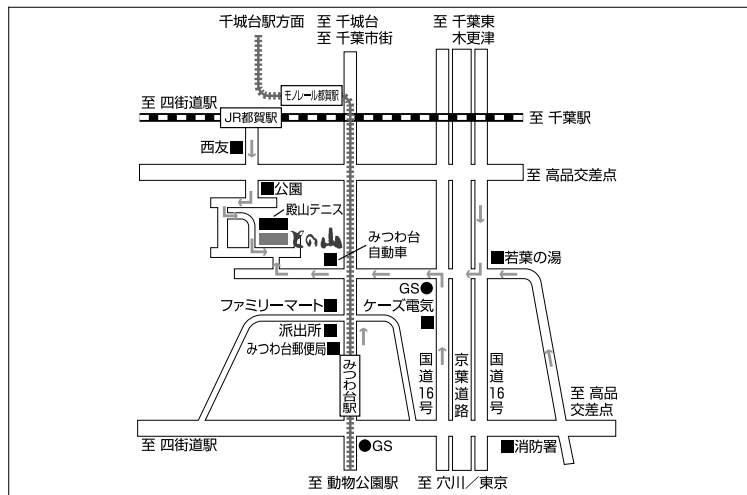 千城台駅方面
至 千城台
至 千葉市街
至 千葉東
木更津
モノレール都賀駅
至 四街道駅
JR都賀駅
至 千葉駅
西友
至 高品交差点
公園
殿山テニス
みつわ台
自動車
若葉の湯
GS
ファミリーマート
ケーズ電気
派出所
みつわ台郵便局
みつわ台駅
国道16号
京葉道路
国道16号
至 高品
交差点
至 四街道駅
GS
消防署
至 動物公園駅
至 穴川／東京